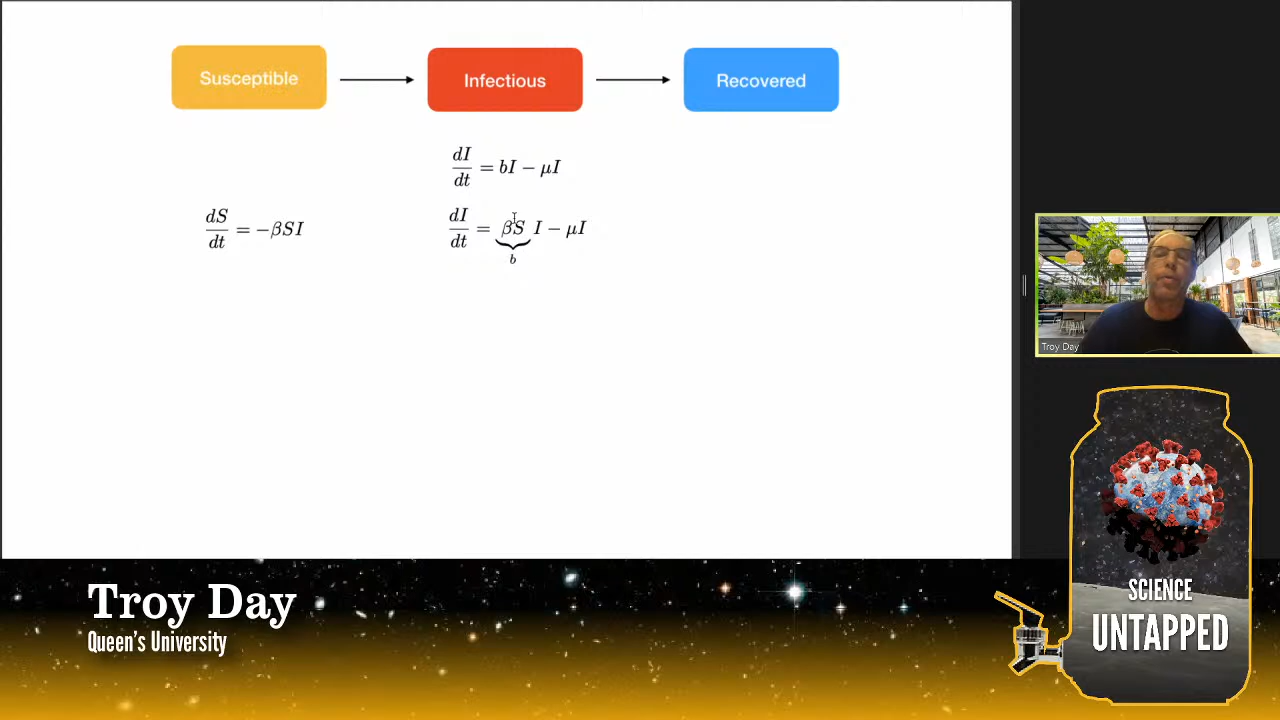 Susceptible
Infectious
Recovered
dI/dt = bI − μI
dS/dt = −βSI
dI/dt = βS I − μI
b
Troy Day
Troy Day
Queen's University
SCIENCE
UNTAPPED